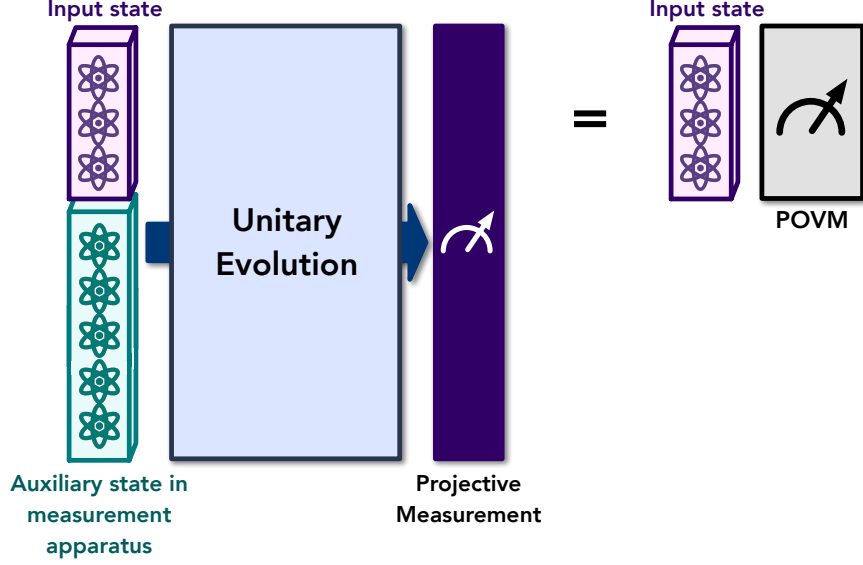 Input state
Input state
=
Unitary
Evolution
POVM
Auxiliary state in
measurement
apparatus
Projective
Measurement